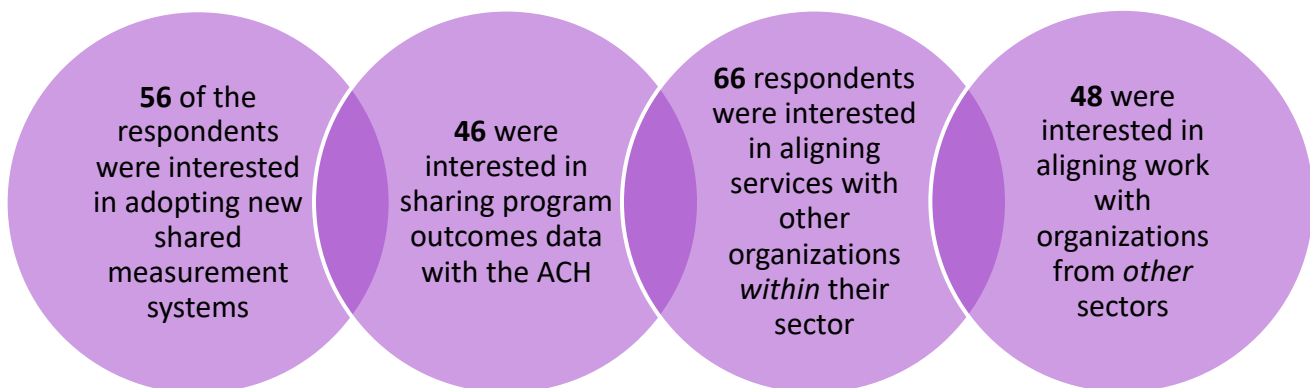 56 of the
respondents
were interested
in adopting new
shared
measurement
systems
46 were
interested in
sharing program
outcomes data
with the ACH
66 respondents
were interested
in aligning
services with
other
organizations
within their
sector
48 were
interested in
aligning work
with
organizations
from other
sectors